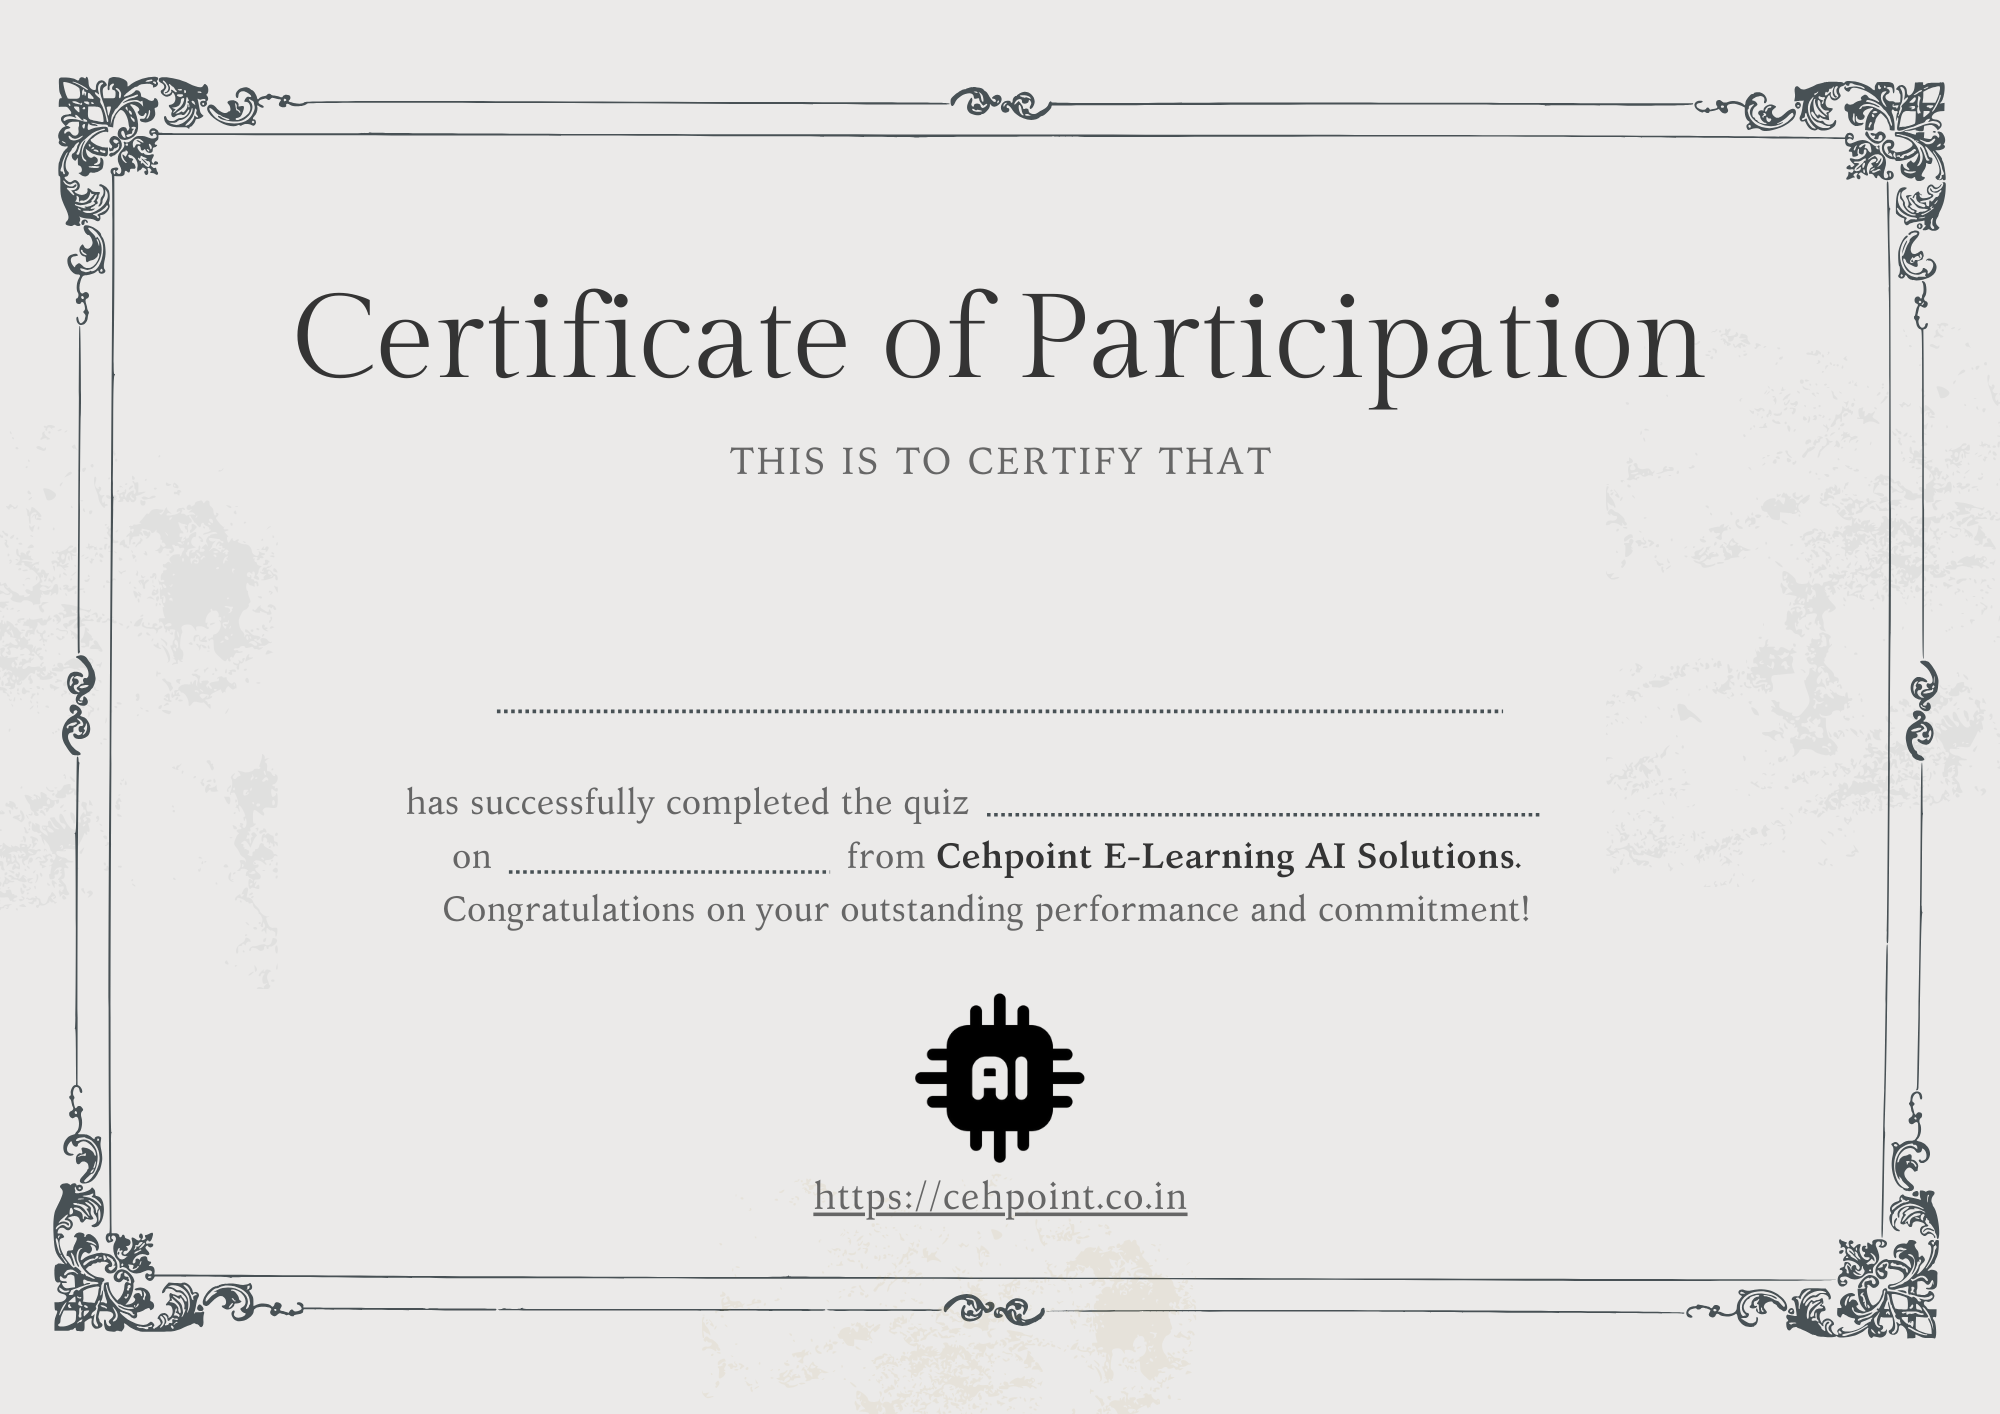 Certificate of Participation
THIS IS TO CERTIFY THAT
has successfully completed the quiz
on from Cehpoint E-Learning AI Solutions.
Congratulations on your outstanding performance and commitment!
AI
https://cehpoint.co.in